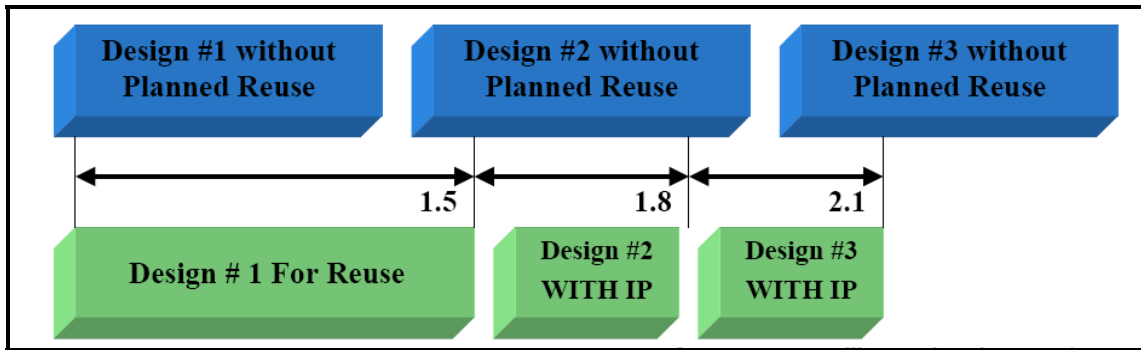 Design #1 without
Planned Reuse
Design #2 without
Planned Reuse
Design #3 without
Planned Reuse
1.5
1.8
2.1
Design # 1 For Reuse
Design #2
WITH IP
Design #3
WITH IP